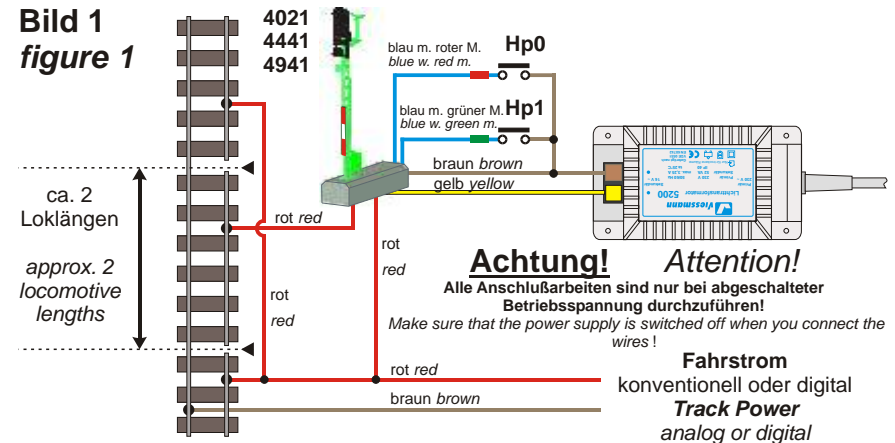 Bild 1
figure 1
4021
4441
4941
blau m. roter M.
blue w. red m.
Hp0
blau m. grüner M.
blue w. green m.
Hp1
braun brown
gelb yellow
ca. 2
Loklängen
approx. 2
locomotive
lengths
rot red
rot
red
rot
red
Viessmann
Lichttransformator
5200
Achtung! Attention!
Alle Anschlußarbeiten sind nur bei abgeschalteter
Betriebsspannung durchzuführen!
Make sure that the power supply is switched off when you connect the
wires !
rot red
braun brown
Fahrstrom
konventionell oder digital
Track Power
analog or digital